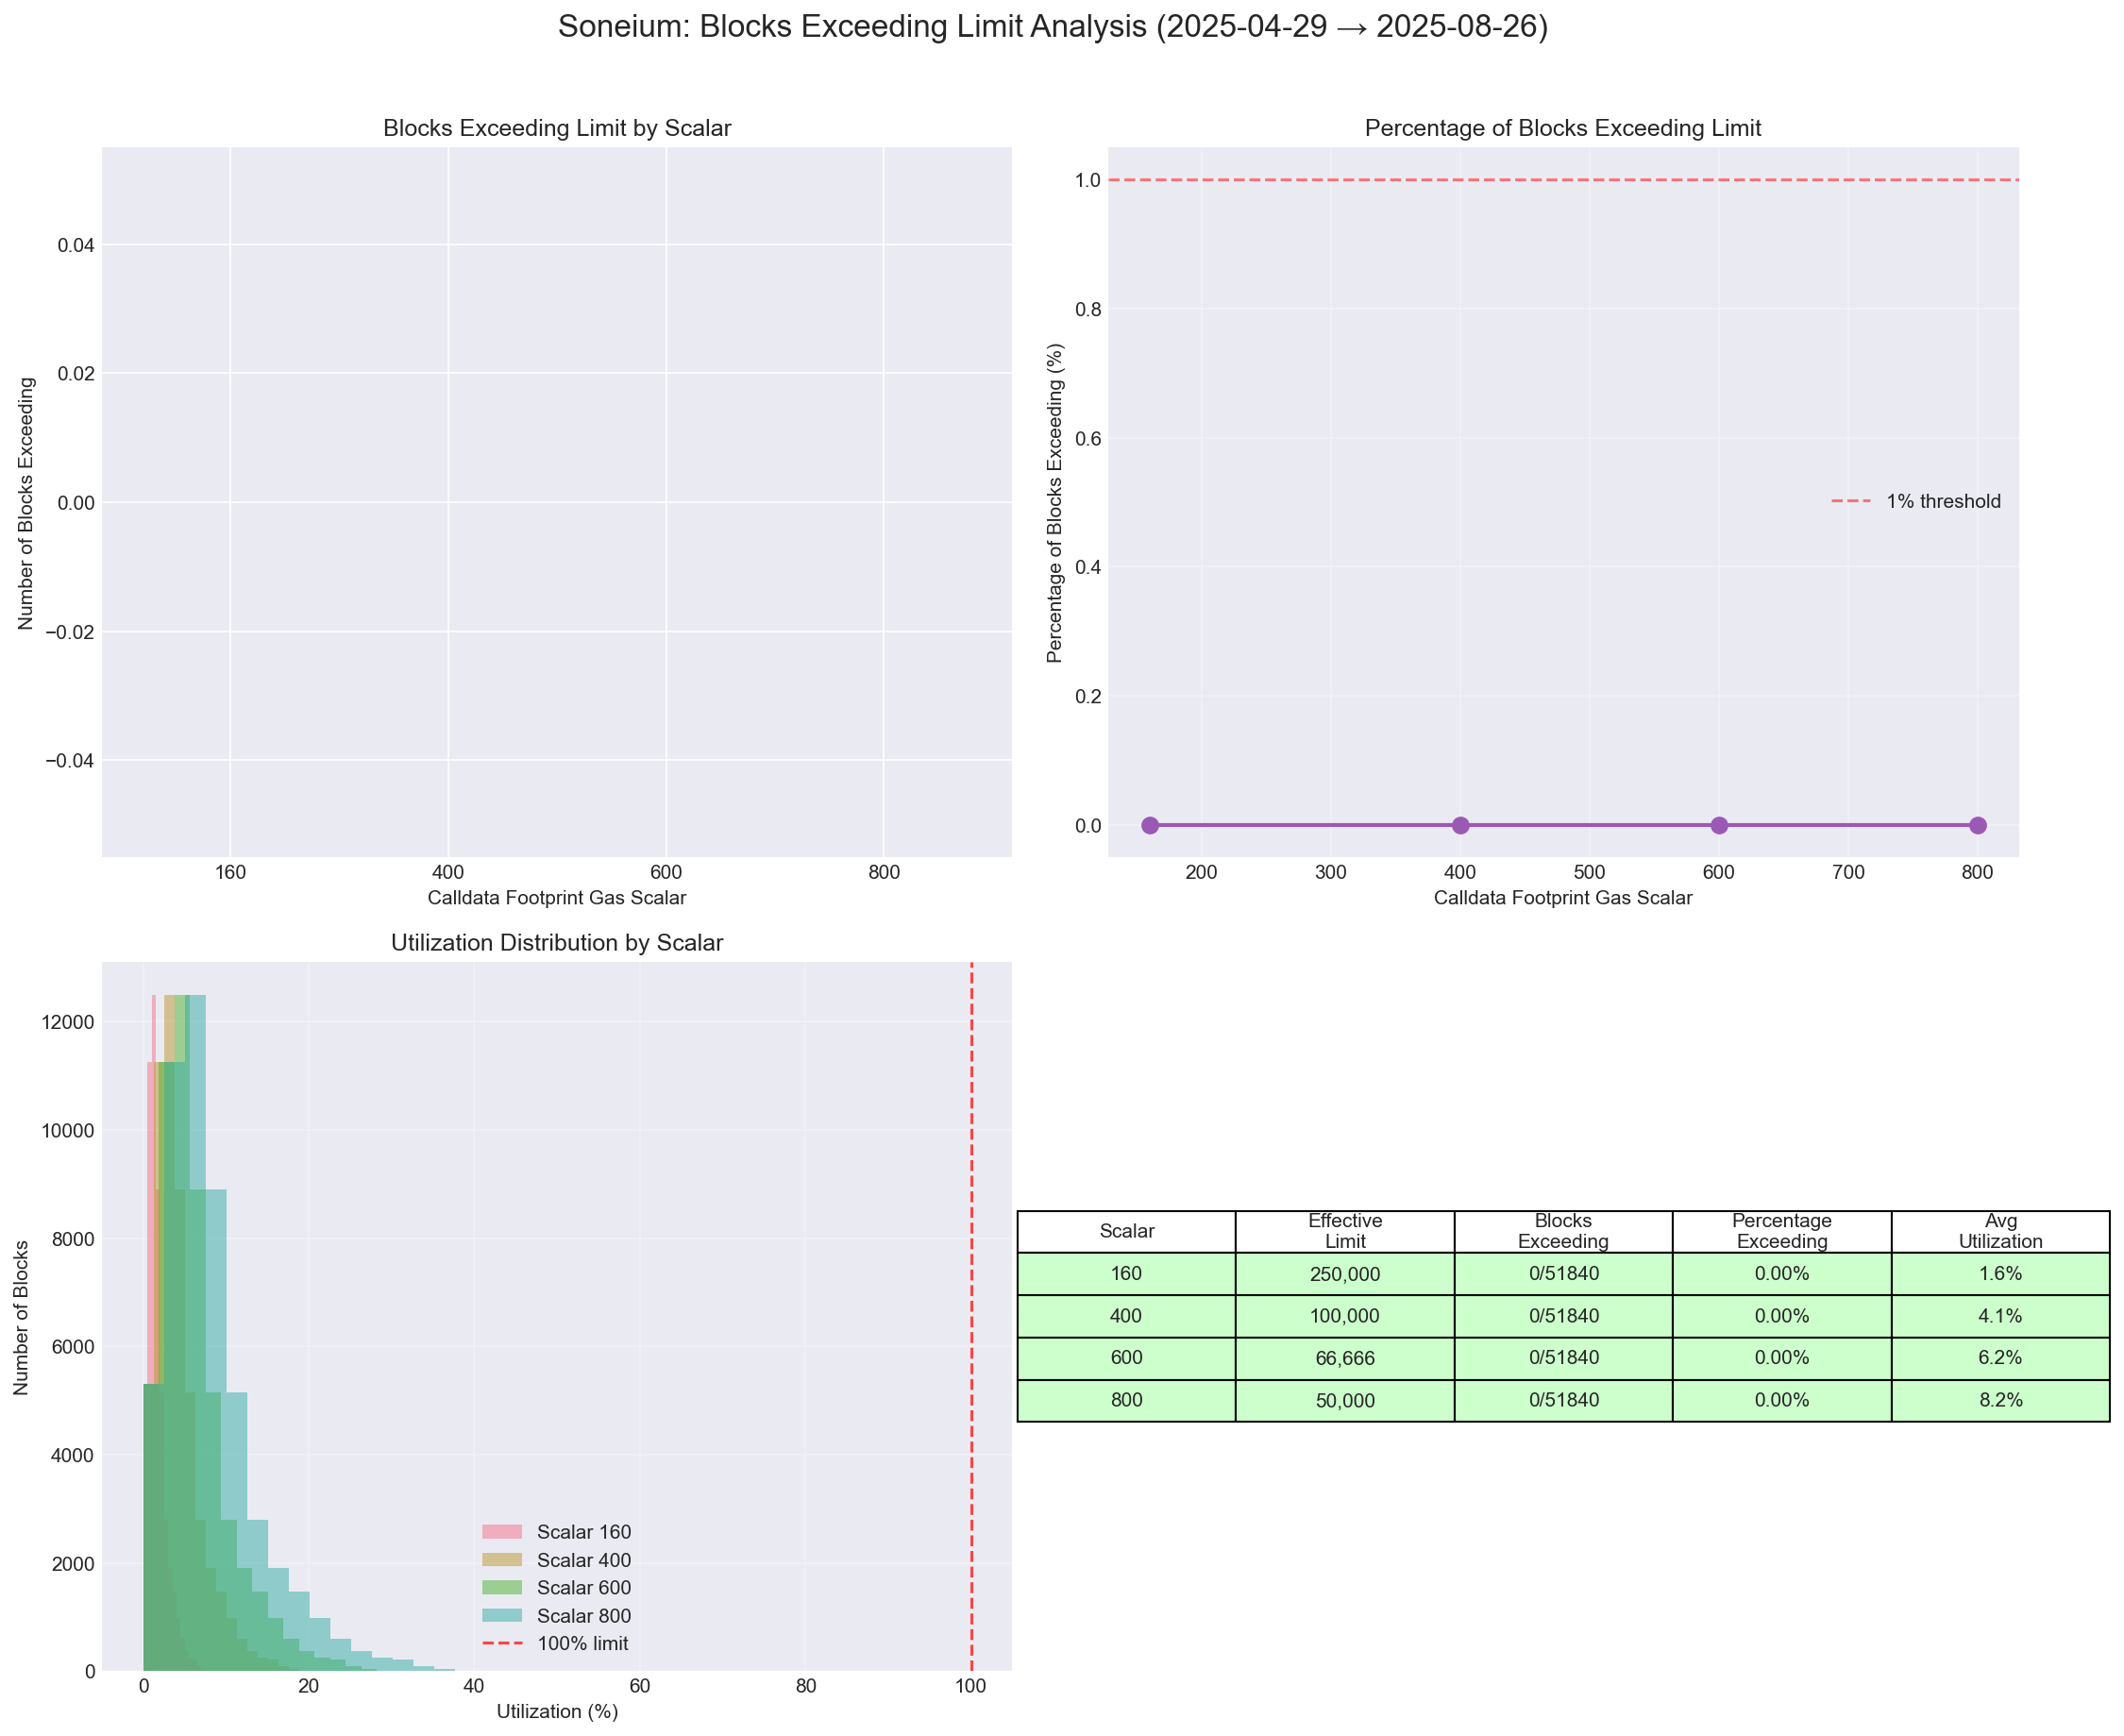 Soneium: Blocks Exceeding Limit Analysis (2025-04-29 → 2025-08-26)
Blocks Exceeding Limit by Scalar
Number of Blocks Exceeding
0.04
0.02
0.00
−0.02
−0.04
160 400 600 800
Calldata Footprint Gas Scalar
Percentage of Blocks Exceeding Limit
Percentage of Blocks Exceeding (%)
1.0
0.8
0.6
0.4
0.2
0.0
1% threshold
200 300 400 500 600 700 800
Calldata Footprint Gas Scalar
Utilization Distribution by Scalar
Number of Blocks
12000
10000
8000
6000
4000
2000
0
Scalar 160
Scalar 400
Scalar 600
Scalar 800
100% limit
0 20 40 60 80 100
Utilization (%)
Scalar Effective Limit Blocks Exceeding Percentage Exceeding Avg Utilization
160 250,000 0/51840 0.00% 1.6%
400 100,000 0/51840 0.00% 4.1%
600 66,666 0/51840 0.00% 6.2%
800 50,000 0/51840 0.00% 8.2%